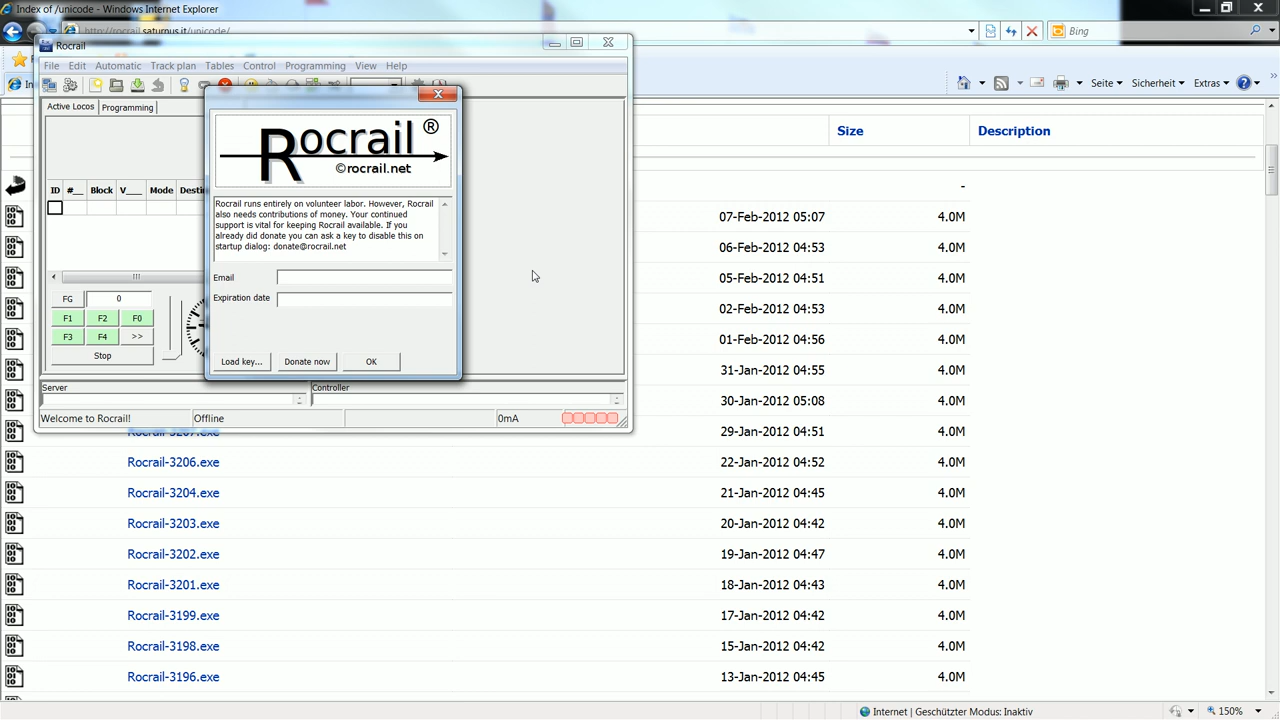 Index of /unicode/ - Windows Internet Explorer
http://rocrail.saturnus.it/unicode/
Bing
Seite
Sicherheit
Extras
Rocrail
File Edit Automatic Track plan Tables Control Programming View Help
Active Locos Programming
ID #__ Block V___ Mode
FG 0
F1 F2 F0
F3 F4 >>
Stop
Rocrail ®
©rocrail.net
Rocrail runs entirely on volunteer labor. However, Rocrail
also needs contributions of money. Your continued
support is vital for keeping Rocrail available. If you
already did donate you can ask a key to disable this on
startup dialog: donate@rocrail.net
Email
Expiration date
Load key... Donate now OK
Server Controller
Welcome to Rocrail! Offline 0mA
Size Description
-
07-Feb-2012 05:07 4.0M
06-Feb-2012 04:53 4.0M
05-Feb-2012 04:51 4.0M
02-Feb-2012 04:53 4.0M
01-Feb-2012 04:56 4.0M
31-Jan-2012 04:55 4.0M
30-Jan-2012 05:08 4.0M
Rocrail-3207.exe 29-Jan-2012 04:51 4.0M
Rocrail-3206.exe 22-Jan-2012 04:52 4.0M
Rocrail-3204.exe 21-Jan-2012 04:45 4.0M
Rocrail-3203.exe 20-Jan-2012 04:42 4.0M
Rocrail-3202.exe 19-Jan-2012 04:47 4.0M
Rocrail-3201.exe 18-Jan-2012 04:43 4.0M
Rocrail-3199.exe 17-Jan-2012 04:42 4.0M
Rocrail-3198.exe 15-Jan-2012 04:42 4.0M
Rocrail-3196.exe 13-Jan-2012 04:45 4.0M
Internet | Geschützter Modus: Inaktiv 150%